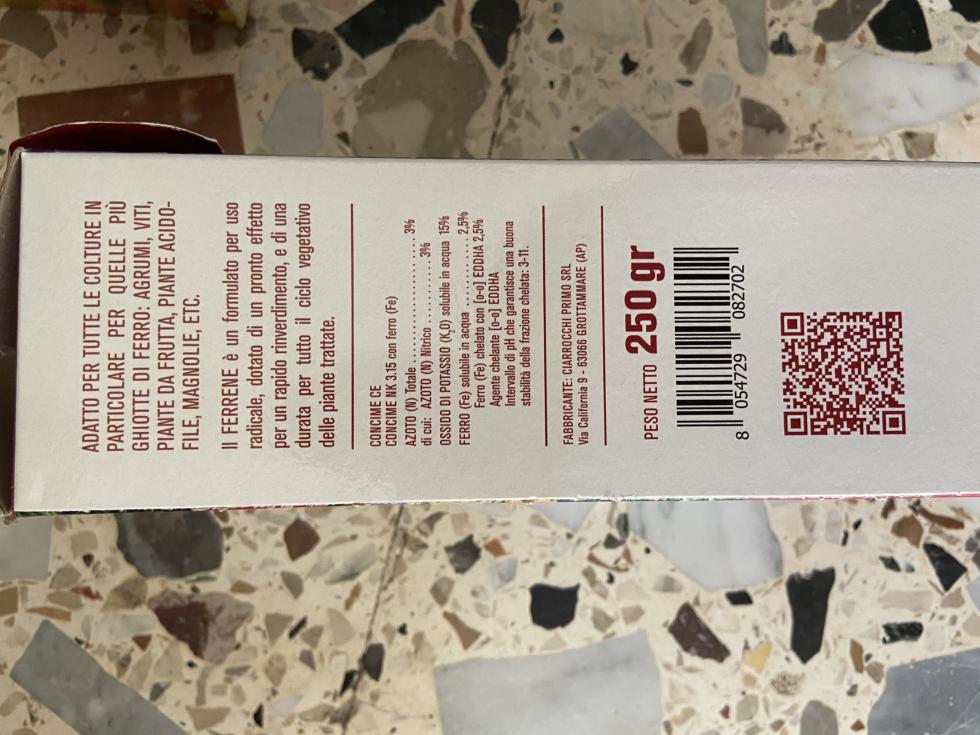 ADATTO PER TUTTE LE COLTURE IN
PARTICOLARE PER QUELLE PIÙ
GHIOTTE DI FERRO: AGRUMI, VITI,
PIANTE DA FRUTTA, PIANTE ACIDO-
FILE, MAGNOLIE, ETC.
Il FERRENE è un formulato per uso
radicale, dotato di un pronto effetto
per un rapido rinverdimento, e di una
durata per tutto il ciclo vegetativo
delle piante trattate.
CONCIME CE
CONCIME NK 3.15 con ferro (Fe)
AZOTO (N) Totale ........................ 3%
di cui: AZOTO (N) Nitrico ............ 3%
OSSIDO DI POTASSIO (K₂O) solubile in acqua 15%
FERRO (Fe) solubile in acqua .......... 2,5%
Ferro (Fe) chelato con [o-o] EDDHA 2,5%
Agente chelante [o-o] EDDHA
Intervallo di pH che garantisce una buona
stabilità della frazione chelata: 3-11.
FABBRICANTE: CIARROCCHI PRIMO SRL
Via California 9 - 63066 GROTTAMMARE (AP)
PESO NETTO 250 gr
8 054729 082702